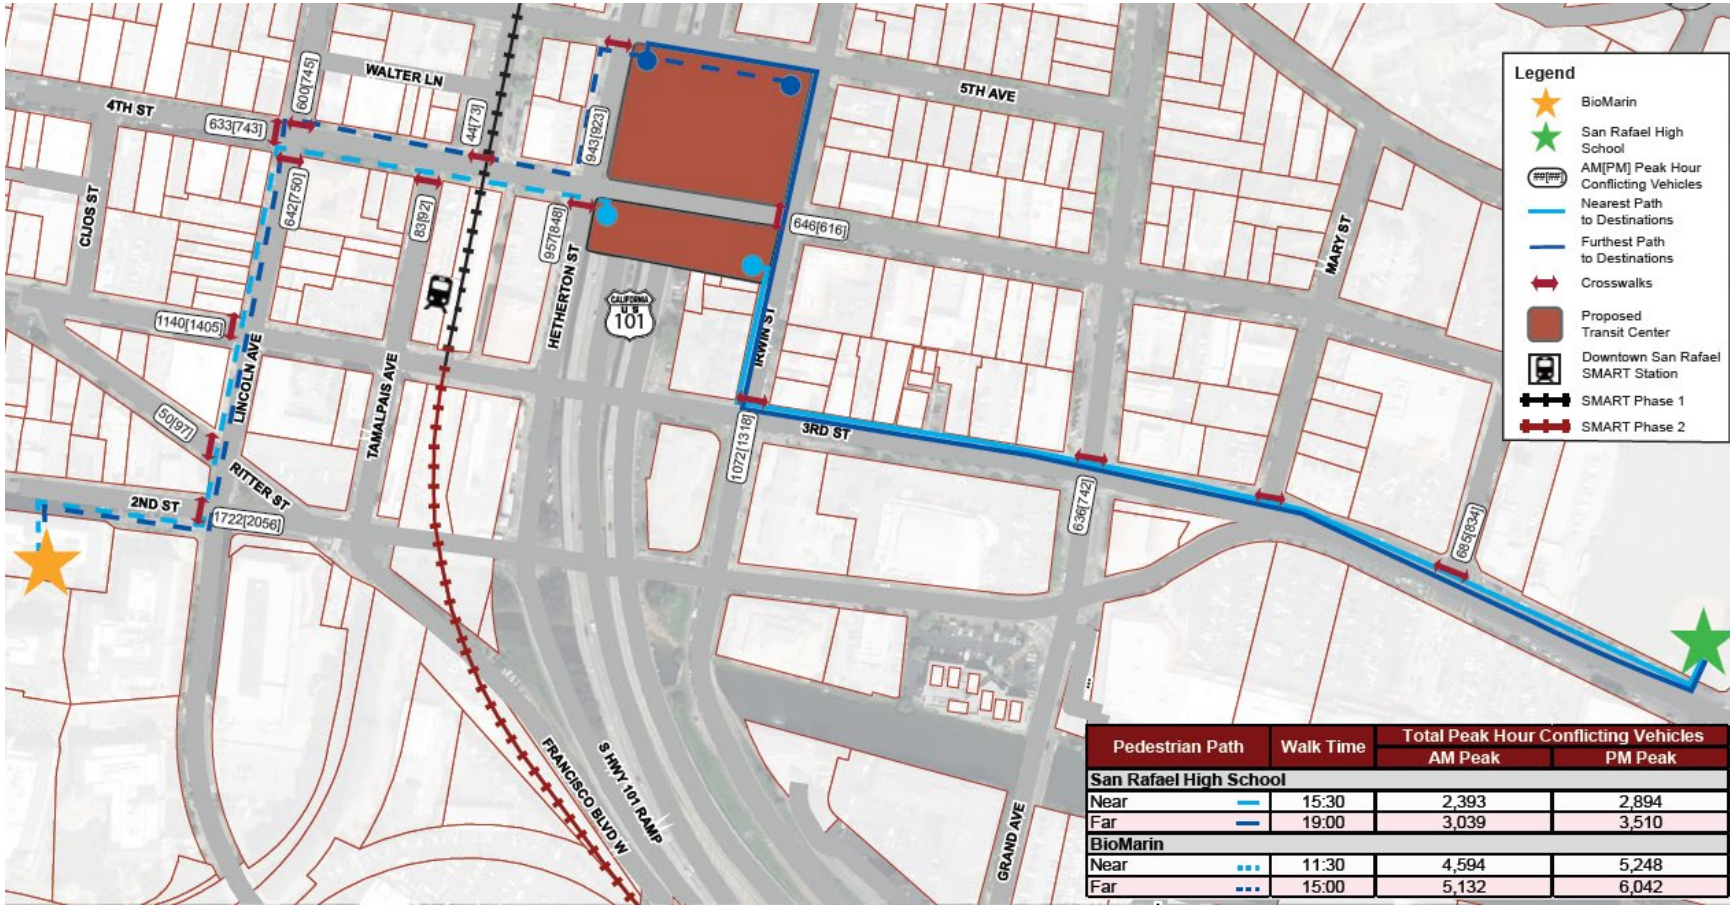 WALTER LN
5TH AVE
4TH ST
600[745]
633[743]
44[73]
943[923]
642[750]
83[92]
957[848]
646[616]
CIJOS ST
HETHERTON ST
MARY ST
CALIFORNIA
U S
101
IRWIN ST
1140[1405]
LINCOLN AVE
TAMALPAIS AVE
50[97]
3RD ST
1072[1318]
RITTER ST
2ND ST
1722[2056]
636[742]
685[834]
FRANCISCO BLVD W
S HWY 101 RAMP
GRAND AVE
...
Legend
BioMarin
San Rafael High
School
##[##]
AM[PM] Peak Hour
Conflicting Vehicles
Nearest Path
to Destinations
Furthest Path
to Destinations
Crosswalks
Proposed
Transit Center
Downtown San Rafael
SMART Station
SMART Phase 1
SMART Phase 2
Pedestrian Path Walk Time Total Peak Hour Conflicting Vehicles
AM Peak PM Peak
San Rafael High School
Near 15:30 2,393 2,894
Far 19:00 3,039 3,510
BioMarin
Near 11:30 4,594 5,248
Far 15:00 5,132 6,042